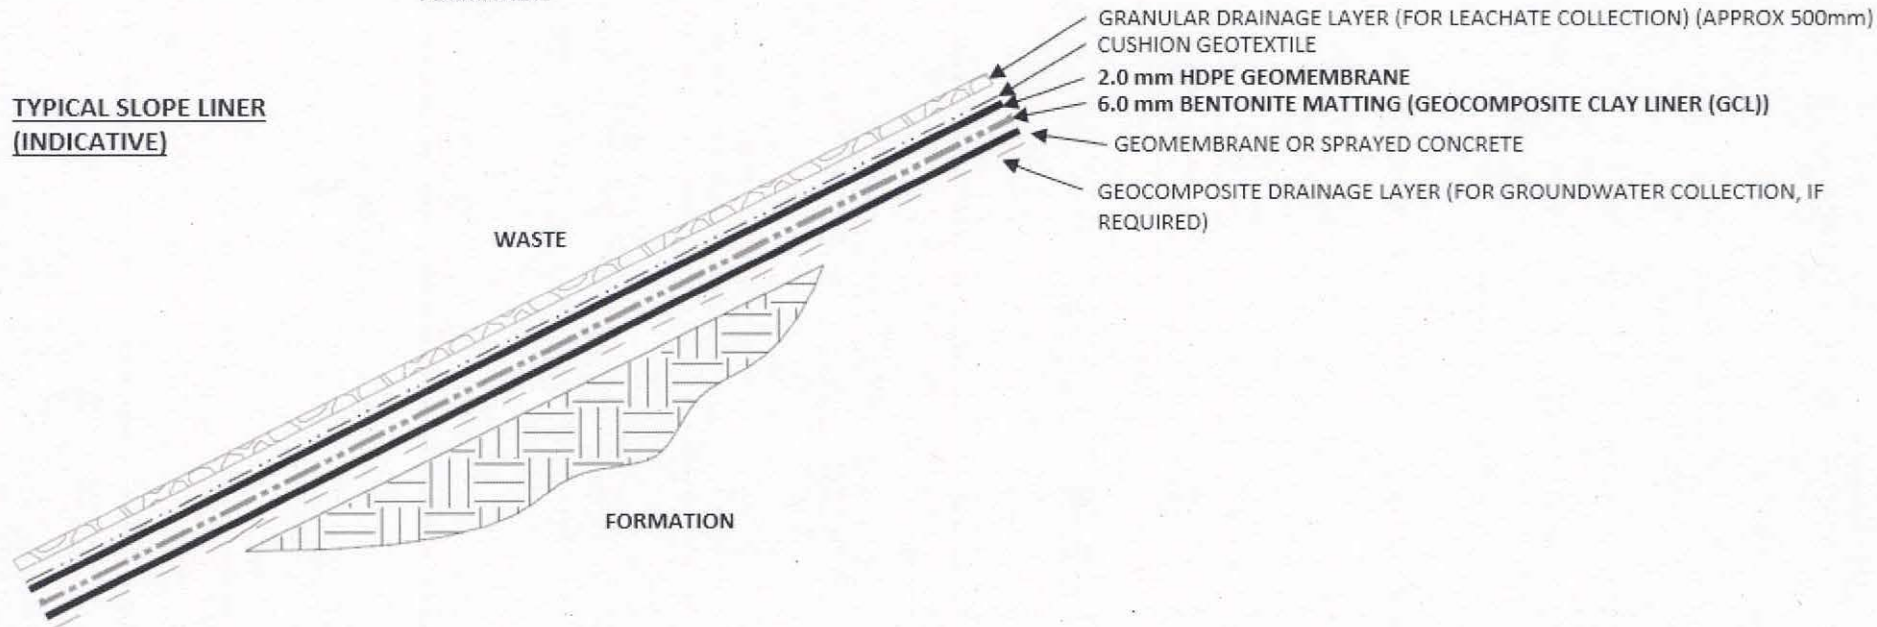 GRANULAR DRAINAGE LAYER (FOR LEACHATE COLLECTION) (APPROX 500mm)
CUSHION GEOTEXTILE
2.0 mm HDPE GEOMEMBRANE
6.0 mm BENTONITE MATTING (GEOCOMPOSITE CLAY LINER (GCL))
GEOMEMBRANE OR SPRAYED CONCRETE
GEOCOMPOSITE DRAINAGE LAYER (FOR GROUNDWATER COLLECTION, IF
REQUIRED)
TYPICAL SLOPE LINER
(INDICATIVE)
WASTE
FORMATION